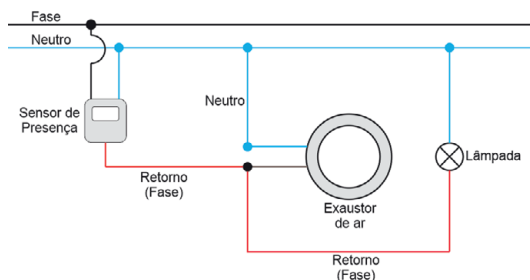 Fase
Neutro
Sensor de
Presença
Neutro
Lâmpada
Retorno
(Fase)
Exaustor
de ar
Retorno
(Fase)